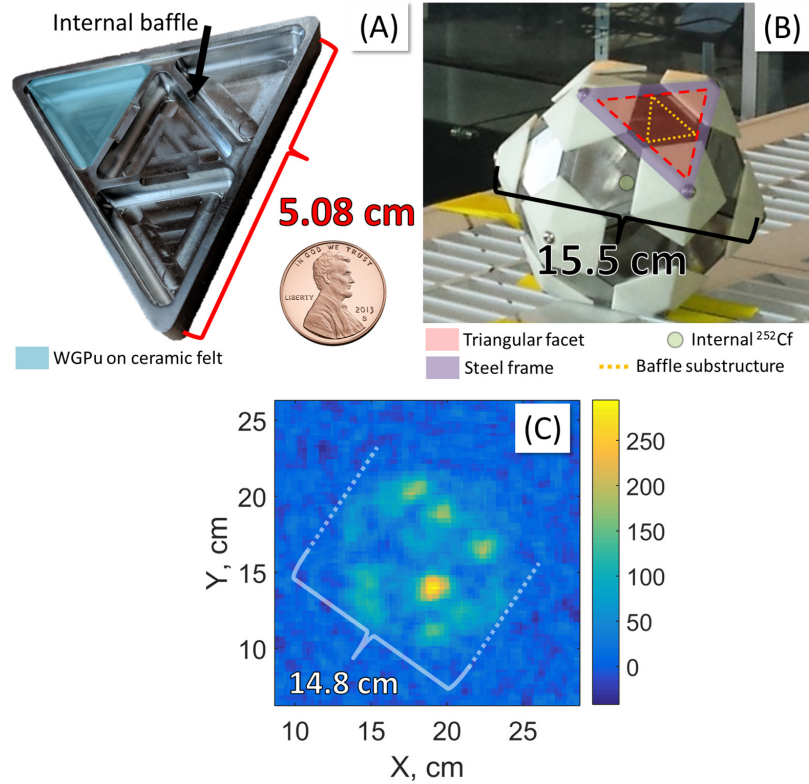 Internal baffle
(A)
5.08 cm
IN GOD WE TRUST
LIBERTY
2013
S
WGPu on ceramic felt
(B)
15.5 cm
Triangular facet
Internal ²⁵²Cf
Steel frame
Baffle substructure
(C)
25
20
15
10
Y, cm
14.8 cm
10
15
20
25
X, cm
250
200
150
100
50
0